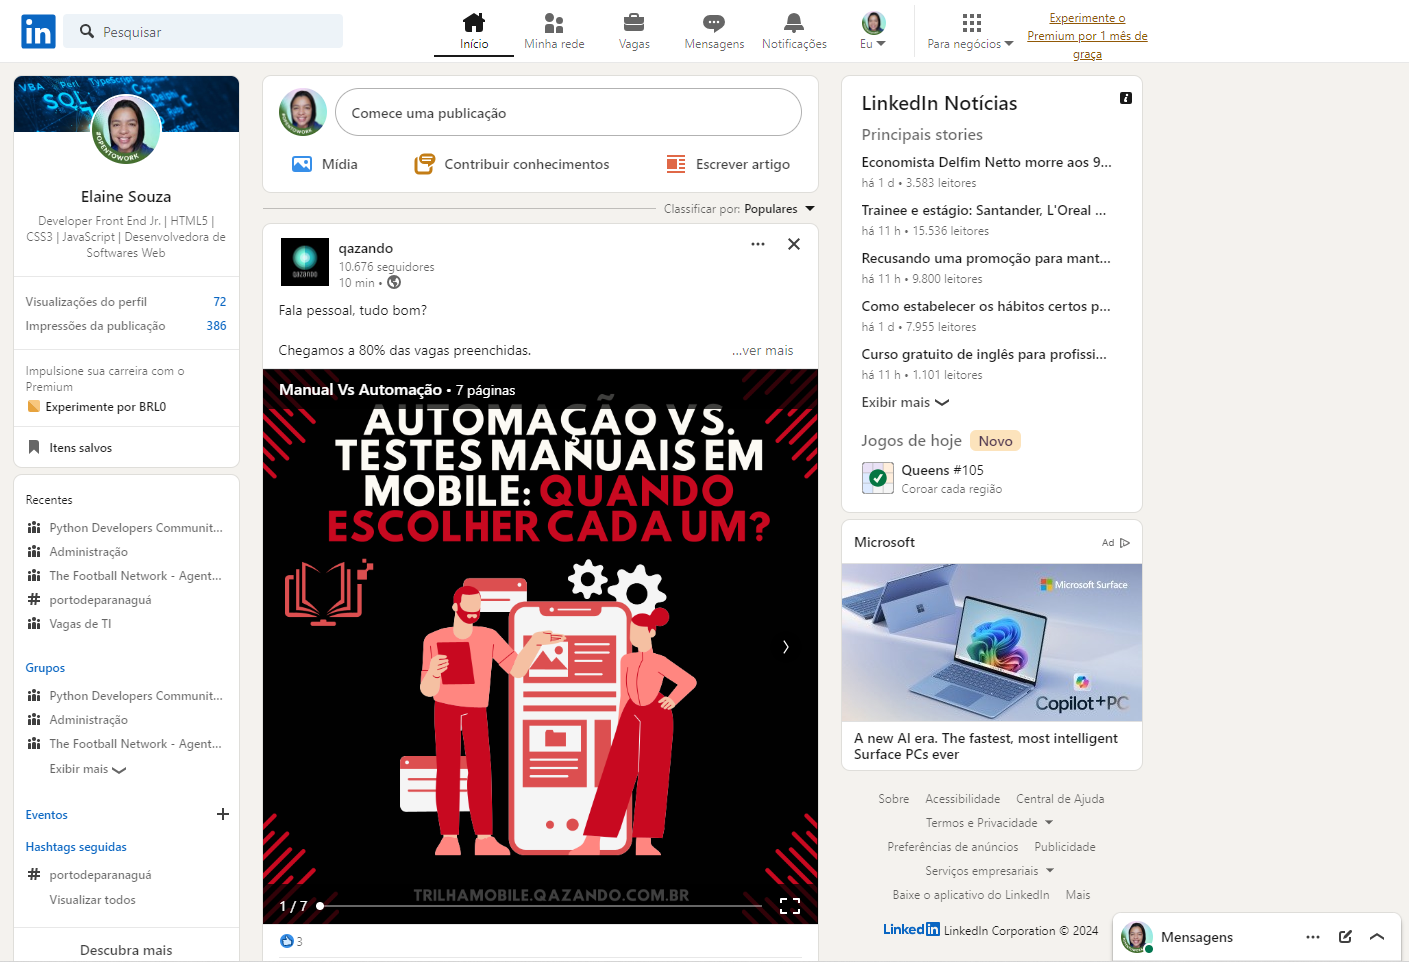 in
Pesquisar
Início
Minha rede
Vagas
Mensagens
Notificações
Eu
Para negócios
Experimente o
Premium por 1 mês de
graça
VBA
Perl
TypeScript
SQL
#OPENTOWORK
Elaine Souza
Developer Front End Jr. | HTML5 |
CSS3 | JavaScript | Desenvolvedora de
Softwares Web
Visualizações do perfil 72
Impressões da publicação 386
Impulsione sua carreira com o
Premium
Experimente por BRL0
Itens salvos
Recentes
Python Developers Communit...
Administração
The Football Network - Agent...
# portodeparanaguá
Vagas de TI
Grupos
Python Developers Communit...
Administração
The Football Network - Agent...
Exibir mais
Eventos +
Hashtags seguidas
# portodeparanaguá
Visualizar todos
Descubra mais
Comece uma publicação
Mídia
Contribuir conhecimentos
Escrever artigo
Classificar por: Populares
qazando
10.676 seguidores
10 min •
Fala pessoal, tudo bom?
Chegamos a 80% das vagas preenchidas.
...ver mais
Manual Vs Automação • 7 páginas
AUTOMAÇÃO VS.
TESTES MANUAIS EM
MOBILE: QUANDO
ESCOLHER CADA UM?
TRILHAMOBILE.QAZANDO.COM.BR
1 / 7
3
LinkedIn Notícias
Principais stories
Economista Delfim Netto morre aos 9...
há 1 d • 3.583 leitores
Trainee e estágio: Santander, L'Oreal ...
há 11 h • 15.536 leitores
Recusando uma promoção para mant...
há 11 h • 9.800 leitores
Como estabelecer os hábitos certos p...
há 1 d • 7.955 leitores
Curso gratuito de inglês para profissi...
há 11 h • 1.101 leitores
Exibir mais
Jogos de hoje Novo
Queens #105
Coroar cada região
Microsoft
Ad
Microsoft Surface
Copilot+PC
A new AI era. The fastest, most intelligent
Surface PCs ever
Sobre Acessibilidade Central de Ajuda
Termos e Privacidade
Preferências de anúncios Publicidade
Serviços empresariais
Baixe o aplicativo do LinkedIn Mais
LinkedIn LinkedIn Corporation © 2024
Mensagens